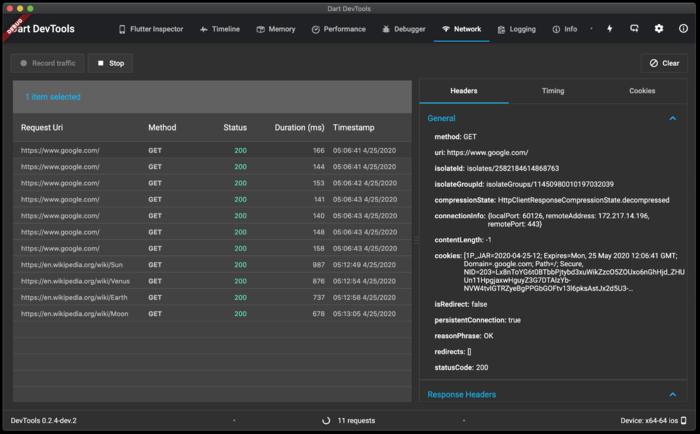 Dart DevTools
DEBUG
Dart DevTools
Flutter Inspector
Timeline
Memory
Performance
Debugger
Network
Logging
Info
Record traffic
Stop
Clear
1 item selected
Request Uri Method Status Duration (ms) Timestamp
https://www.google.com/ GET 200 166 05:06:41 4/25/2020
https://www.google.com/ GET 200 144 05:06:41 4/25/2020
https://www.google.com/ GET 200 153 05:06:42 4/25/2020
https://www.google.com/ GET 200 141 05:06:43 4/25/2020
https://www.google.com/ GET 200 140 05:06:43 4/25/2020
https://www.google.com/ GET 200 148 05:06:43 4/25/2020
https://www.google.com/ GET 200 158 05:06:43 4/25/2020
https://en.wikipedia.org/wiki/Sun GET 200 987 05:12:49 4/25/2020
https://en.wikipedia.org/wiki/Venus GET 200 876 05:12:54 4/25/2020
https://en.wikipedia.org/wiki/Earth GET 200 737 05:12:58 4/25/2020
https://en.wikipedia.org/wiki/Moon GET 200 678 05:13:05 4/25/2020
Headers Timing Cookies
General
method: GET
uri: https://www.google.com/
isolateId: isolates/2582184614868763
isolateGroupId: isolateGroups/11450980010197032039
compressionState: HttpClientResponseCompressionState.decompressed
connectionInfo: {localPort: 60126, remoteAddress: 172.217.14.196,
remotePort: 443}
contentLength: -1
cookies: [1P_JAR=2020-04-25-12; Expires=Mon, 25 May 2020 12:06:41 GMT;
Domain=.google.com; Path=/; Secure,
isRedirect: false
persistentConnection: true
reasonPhrase: OK
redirects: []
statusCode: 200
Response Headers
DevTools 0.2.4-dev.2
11 requests
Device: x64-64 ios